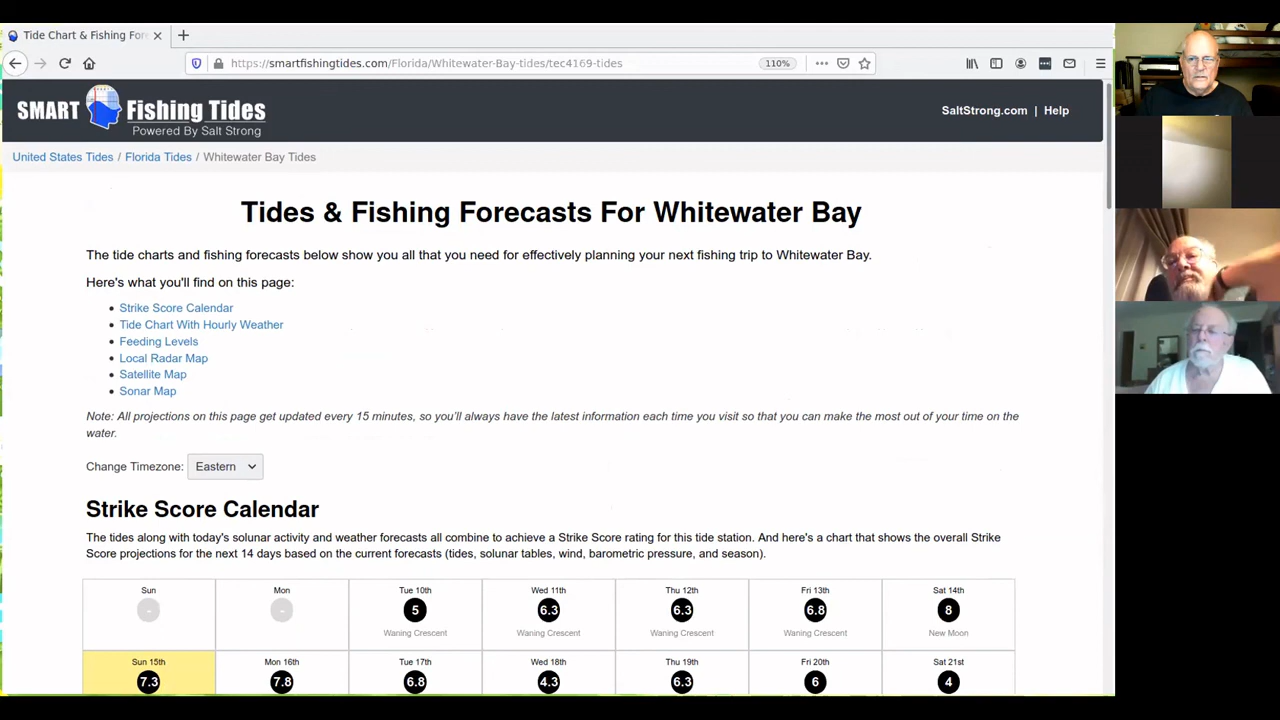 Tide Chart & Fishing For
https://smartfishingtides.com/Florida/Whitewater-Bay-tides/tec4169-tides
110%
SMART Fishing Tides
Powered By Salt Strong
SaltStrong.com | Help
United States Tides / Florida Tides / Whitewater Bay Tides
Tides & Fishing Forecasts For Whitewater Bay
The tide charts and fishing forecasts below show you all that you need for effectively planning your next fishing trip to Whitewater Bay.
Here's what you'll find on this page:
Strike Score Calendar
Tide Chart With Hourly Weather
Feeding Levels
Local Radar Map
Satellite Map
Sonar Map
Note: All projections on this page get updated every 15 minutes, so you'll always have the latest information each time you visit so that you can make the most out of your time on the
water.
Change Timezone: Eastern
Strike Score Calendar
The tides along with today's solunar activity and weather forecasts all combine to achieve a Strike Score rating for this tide station. And here's a chart that shows the overall Strike
Score projections for the next 14 days based on the current forecasts (tides, solunar tables, wind, barometric pressure, and season).
Sun Mon Tue 10th Wed 11th Thu 12th Fri 13th Sat 14th
- - 5 6.3 6.3 6.8 8
Waning Crescent Waning Crescent Waning Crescent Waning Crescent New Moon
Sun 15th Mon 16th Tue 17th Wed 18th Thu 19th Fri 20th Sat 21st
7.3 7.8 6.8 4.3 6.3 6 4